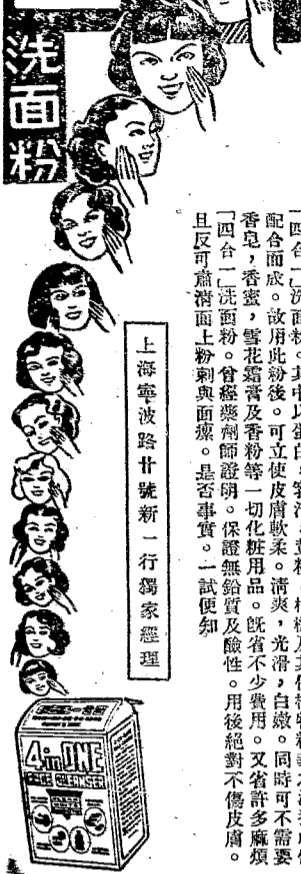 洗面粉
「四合一」洗面粉。其中以蛋白
配合而成。故用此粉後。可立使皮膚軟柔。清爽,光滑,白嫩。同時可不需要
香皂,香蜜,雪花霜膏及香粉等一切化粧用品。旣省不少費用。又省許多麻煩
「四合一」洗面粉。曾經藥劑師證明。保證無鉛質及酸性。用後絕對不傷皮膚。
且反可肅清面上粉刺與面瘰。是否事實。一試便知
上海寧波路廿號新一行獨家經理
4 in ONE